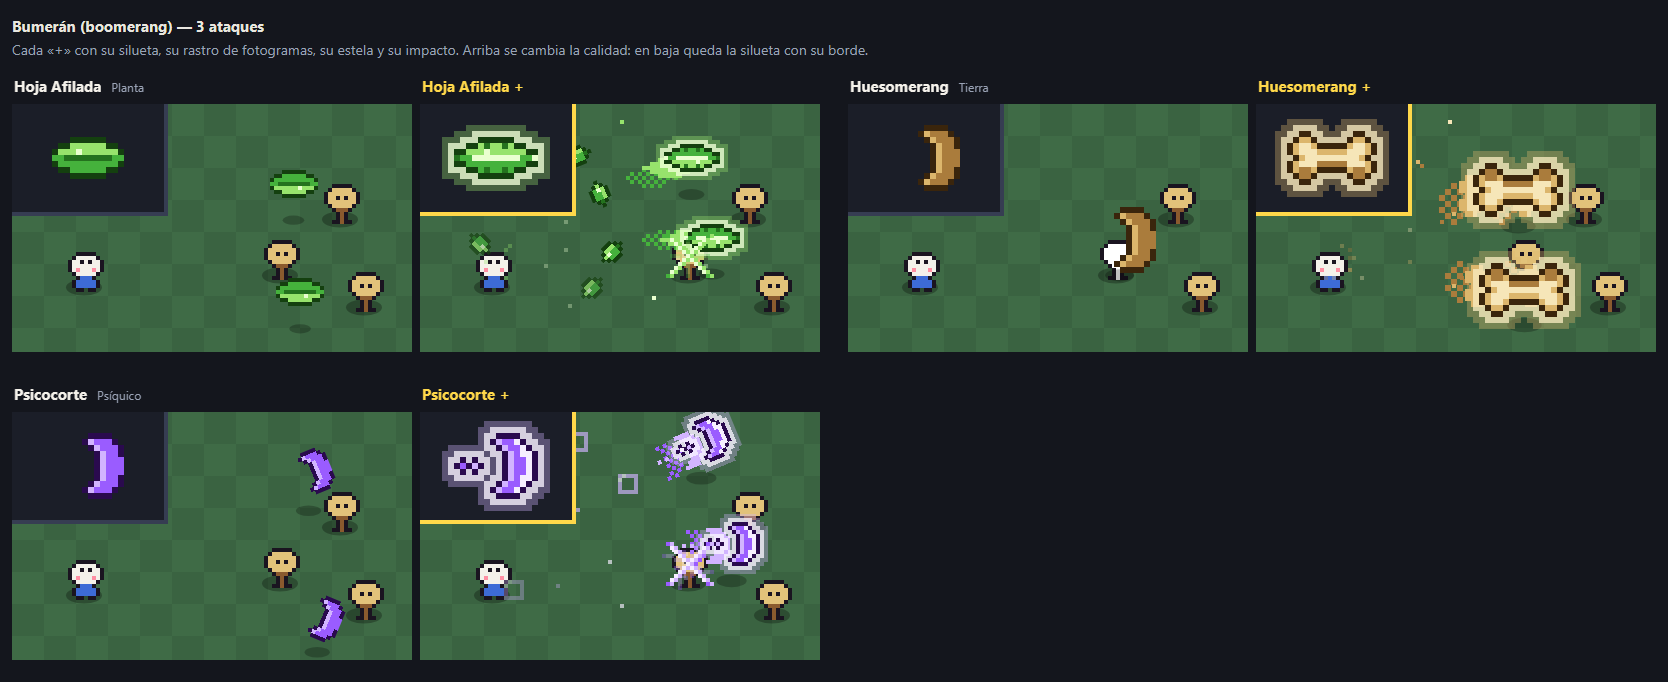 Bumerán (boomerang) — 3 ataques
Cada «+» con su silueta, su rastro de fotogramas, su estela y su impacto. Arriba se cambia la calidad: en baja queda la silueta con su borde.
Hoja Afilada Planta
Hoja Afilada +
Huesomerang Tierra
Huesomerang +
Psicocorte Psíquico
Psicocorte +